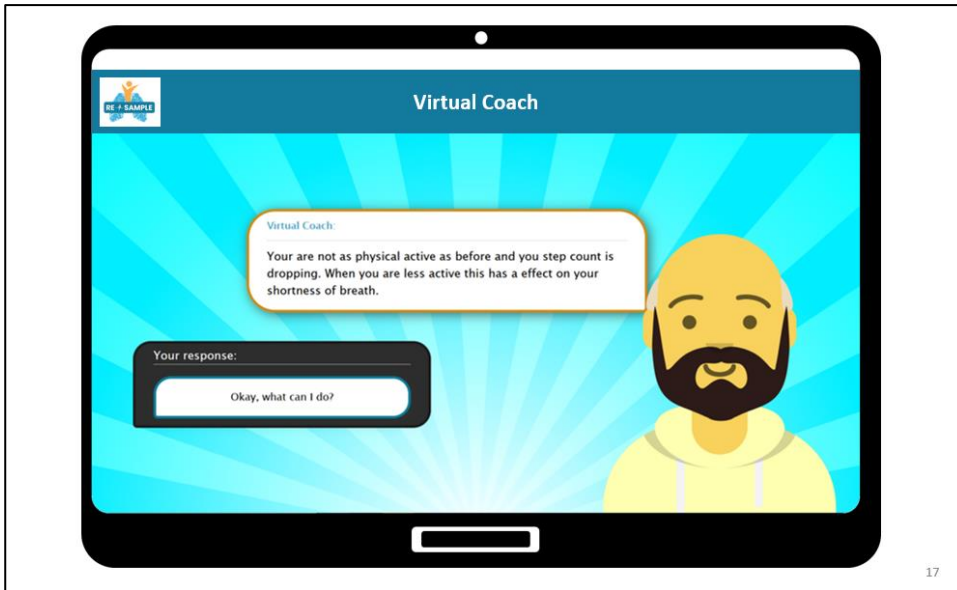 RE-SAMPLE
Virtual Coach
Virtual Coach:
Your are not as physical active as before and you step count is
dropping. When you are less active this has a effect on your
shortness of breath.
Your response:
Okay, what can I do?
17